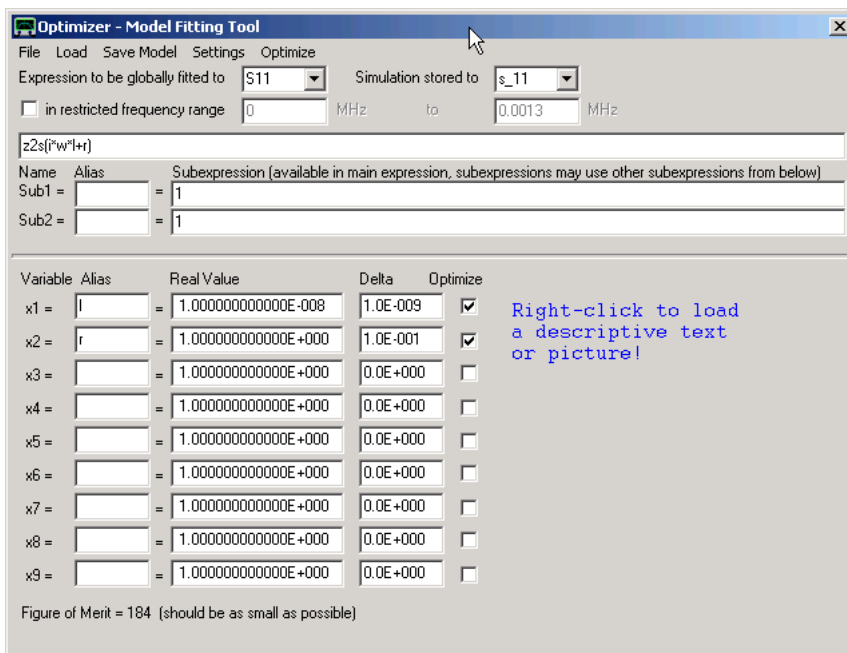 Optimizer - Model Fitting Tool
File Load Save Model Settings Optimize
Expression to be globally fitted to S11 Simulation stored to s_11
in restricted frequency range 0 MHz to 0.0013 MHz
z2s(i*w*l+r)
Name Alias Subexpression (available in main expression, subexpressions may use other subexpressions from below)
Sub1 = = 1
Sub2 = = 1
Variable Alias Real Value Delta Optimize
x1 = l = 1.000000000000E-008 1.0E-009
x2 = r = 1.000000000000E+000 1.0E-001
x3 = = 1.000000000000E+000 0.0E+000
x4 = = 1.000000000000E+000 0.0E+000
x5 = = 1.000000000000E+000 0.0E+000
x6 = = 1.000000000000E+000 0.0E+000
x7 = = 1.000000000000E+000 0.0E+000
x8 = = 1.000000000000E+000 0.0E+000
x9 = = 1.000000000000E+000 0.0E+000
Right-click to load
a descriptive text
or picture!
Figure of Merit = 184 (should be as small as possible)